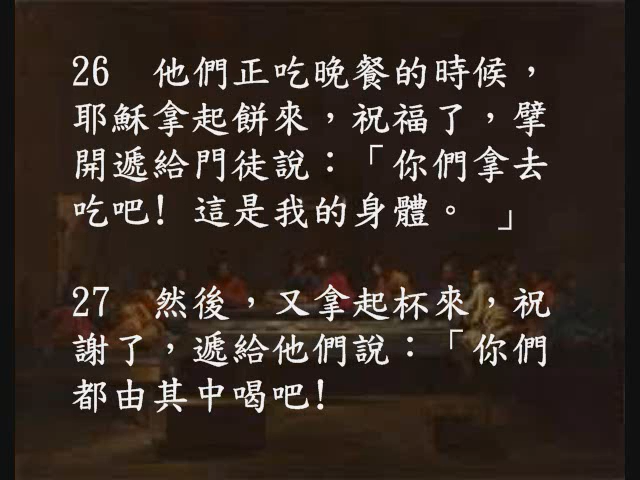 26　他們正吃晚餐的時候，
耶穌拿起餅來，祝福了，擘
開遞給門徒說：「你們拿去
吃吧! 這是我的身體。 」
27　然後，又拿起杯來，祝
謝了，遞給他們說：「你們
都由其中喝吧!